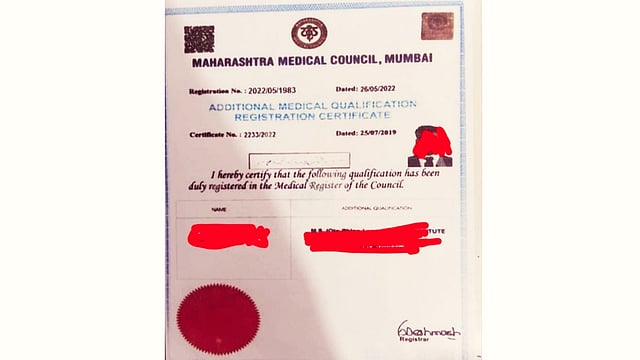 MAHARASHTRA MEDICAL COUNCIL, MUMBAI
Registration No. : 2022/05/1983 Dated: 26/05/2022
ADDITIONAL MEDICAL QUALIFICATION
REGISTRATION CERTIFICATE
Certificate No. : 2233/2022 Dated: 25/07/2019
I hereby certify that the following qualification has been
duly registered in the Medical Register of the Council.
NAME ADDITIONAL QUALIFICATION
Registrar